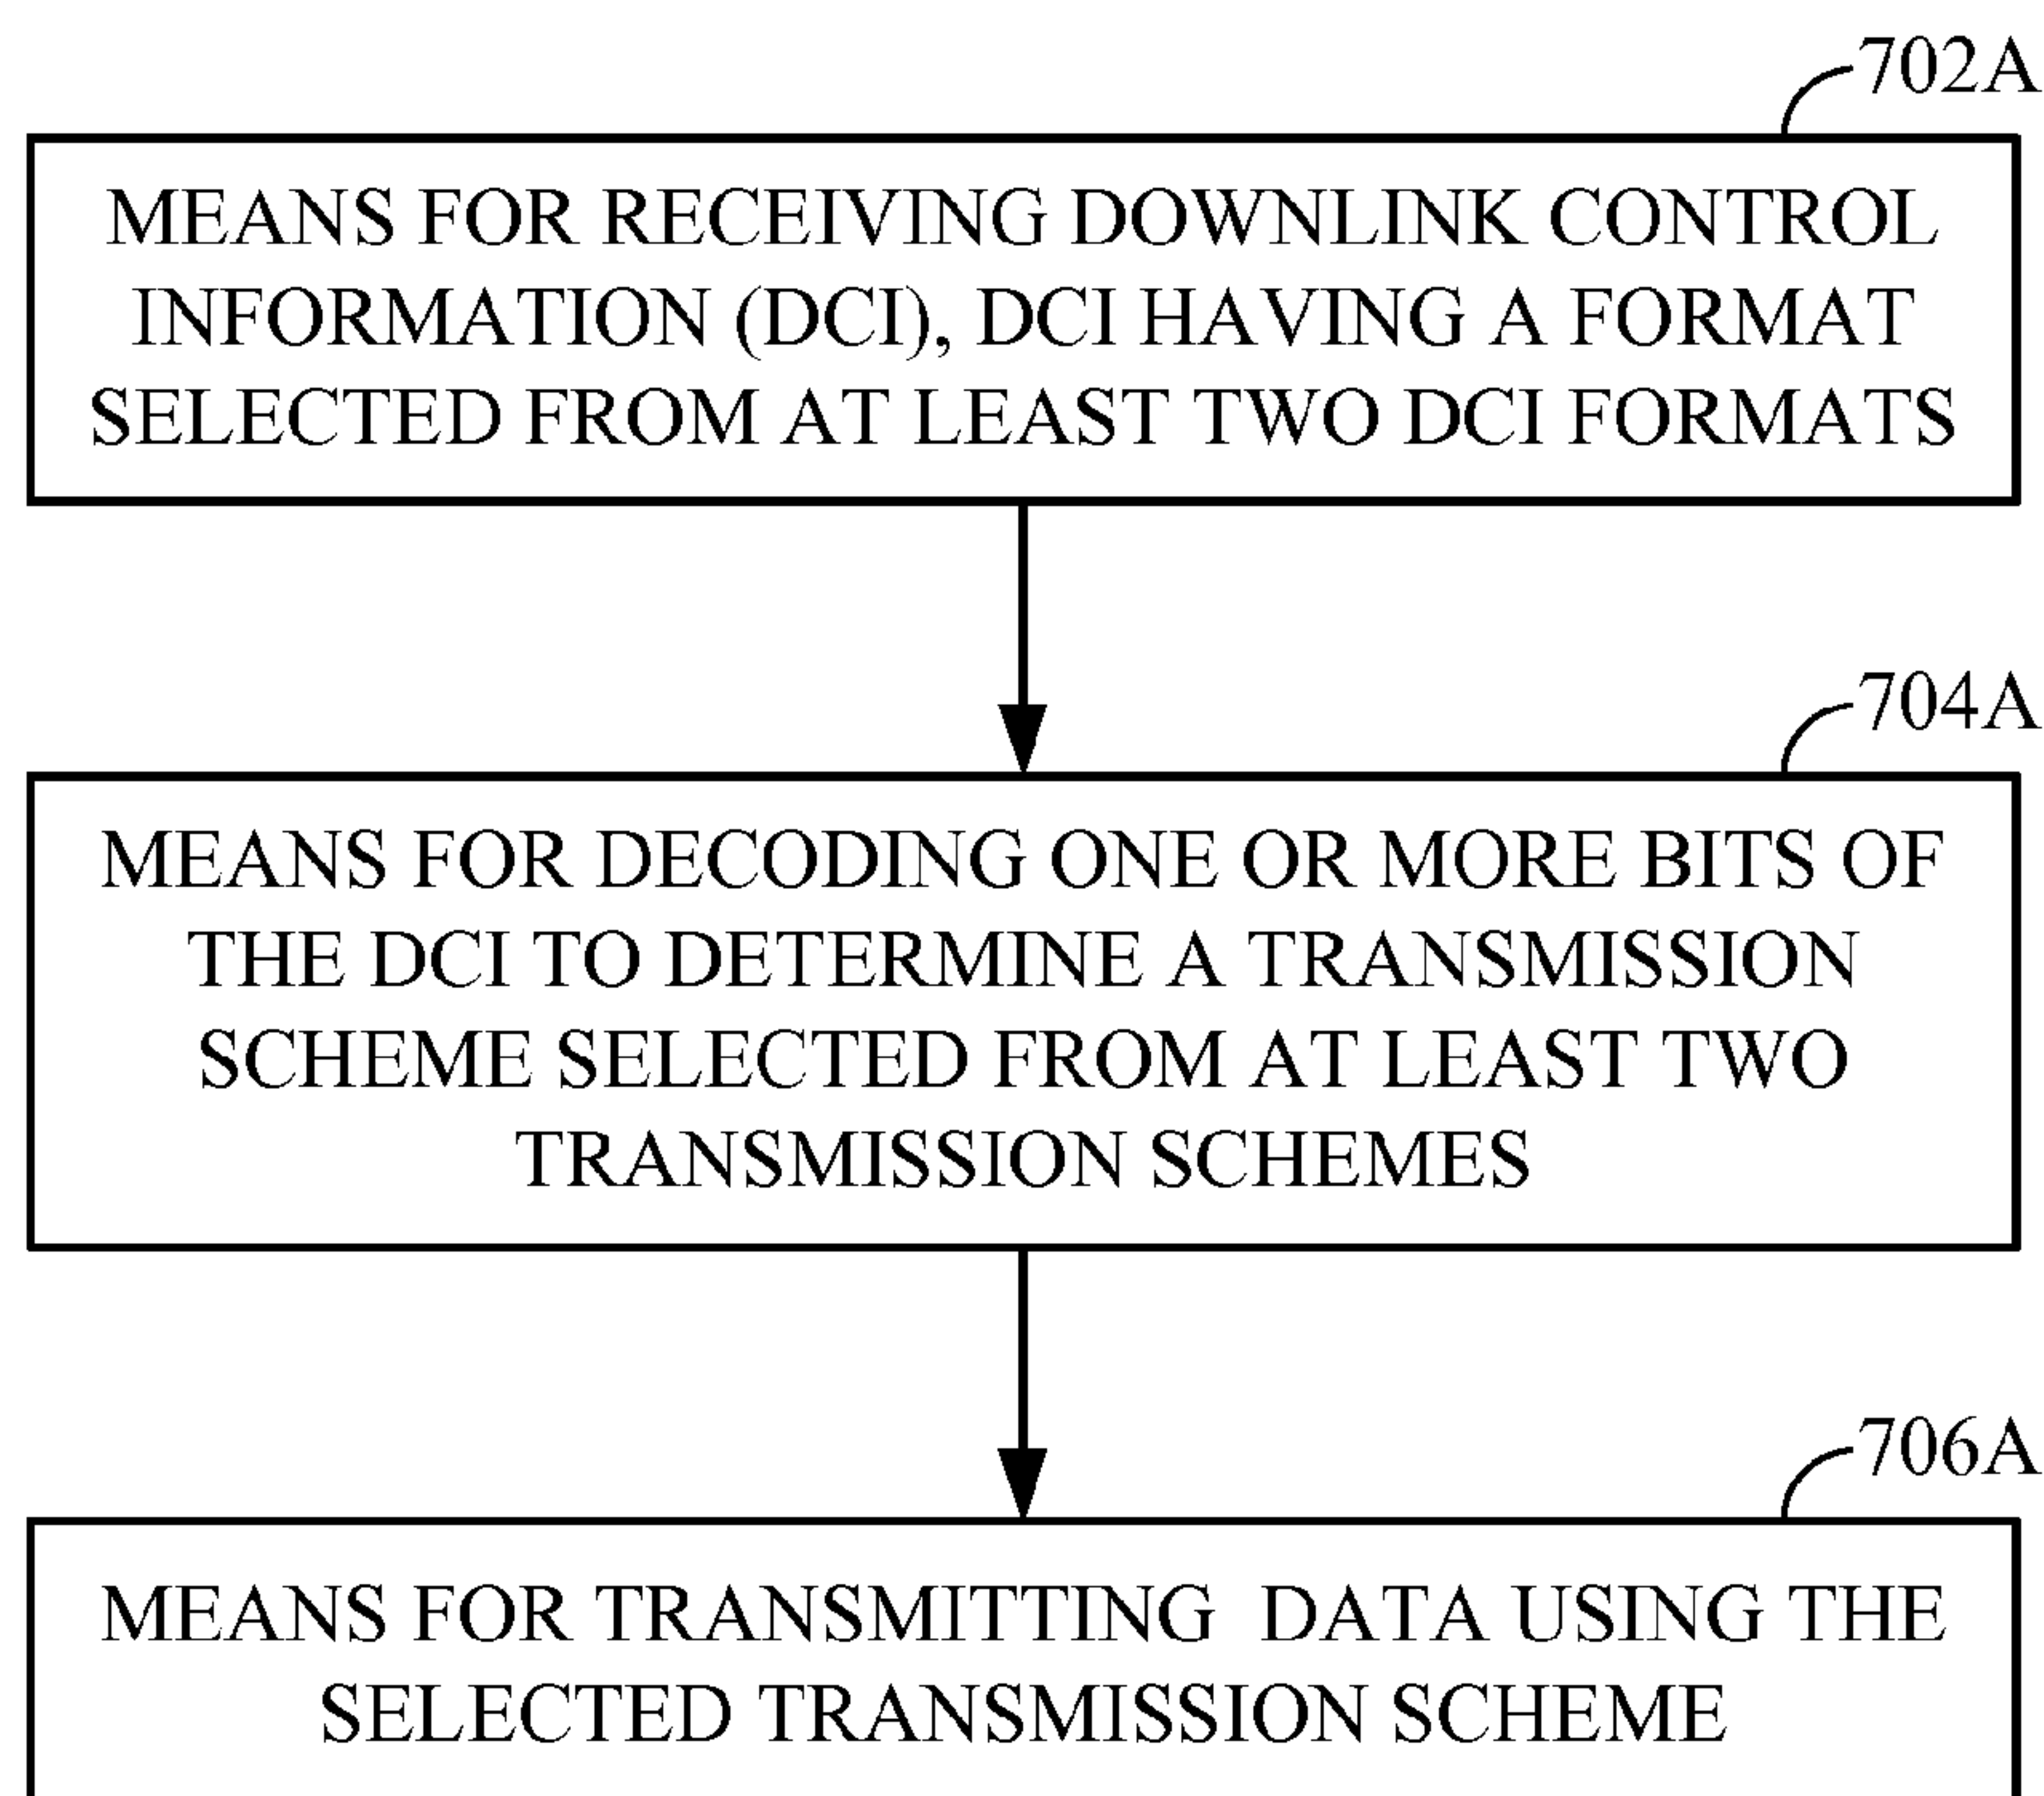 702A
MEANS FOR RECEIVING DOWNLINK CONTROL
INFORMATION (DCI), DCI HAVING A FORMAT
SELECTED FROM AT LEAST TWO DCI FORMATS
704A
MEANS FOR DECODING ONE OR MORE BITS OF
THE DCI TO DETERMINE A TRANSMISSION
SCHEME SELECTED FROM AT LEAST TWO
TRANSMISSION SCHEMES
706A
MEANS FOR TRANSMITTING DATA USING THE
SELECTED TRANSMISSION SCHEME